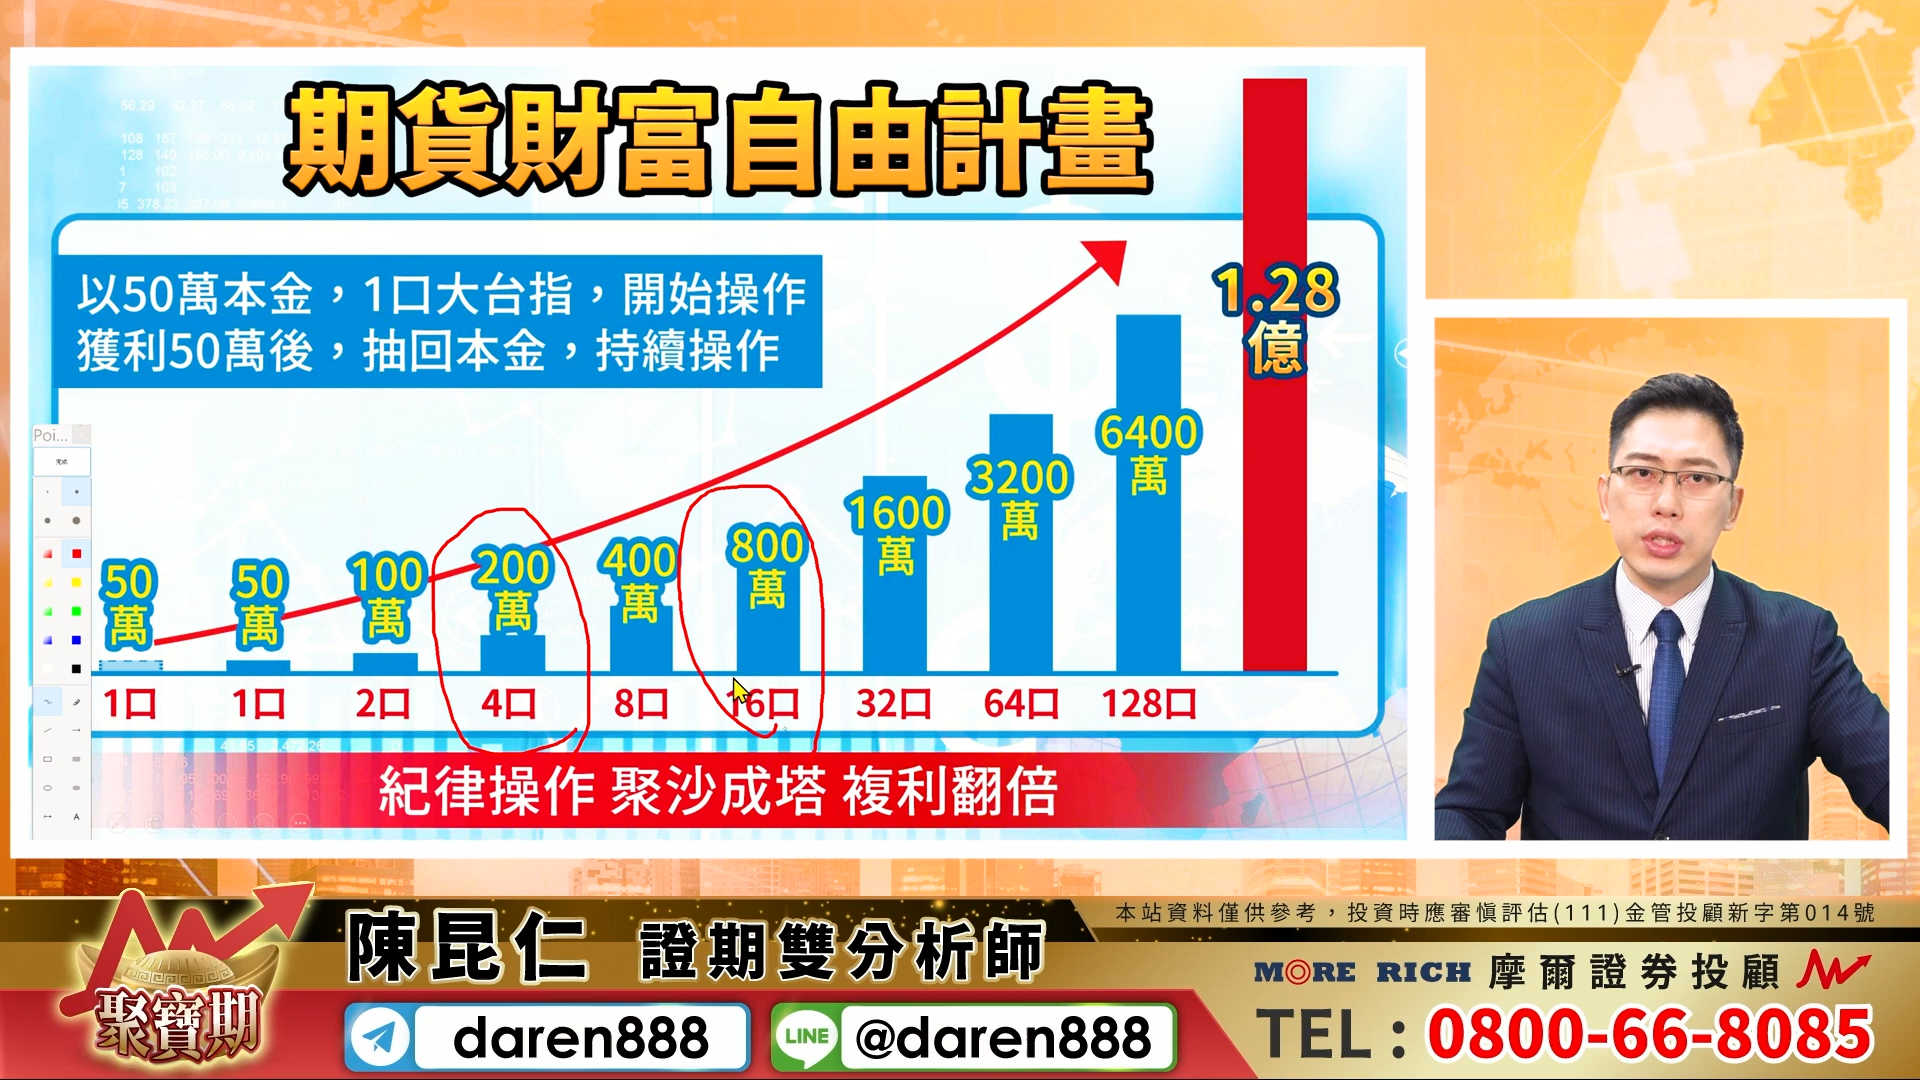 期貨財富自由計畫
以50萬本金，1口大台指，開始操作
獲利50萬後，抽回本金，持續操作
1.28
億
6400
萬
3200
萬
1600
萬
800
萬
400
萬
200
萬
100
萬
50
萬
50
萬
1口 1口 2口 4口 8口 16口 32口 64口 128口
紀律操作 聚沙成塔 複利翻倍
Poi...
完成
A
聚寶期
陳昆仁 證期雙分析師
daren888
LINE
@daren888
本站資料僅供參考，投資時應審慎評估(111)金管投顧新字第014號
MORE RICH 摩爾證券投顧
TEL：0800-66-8085